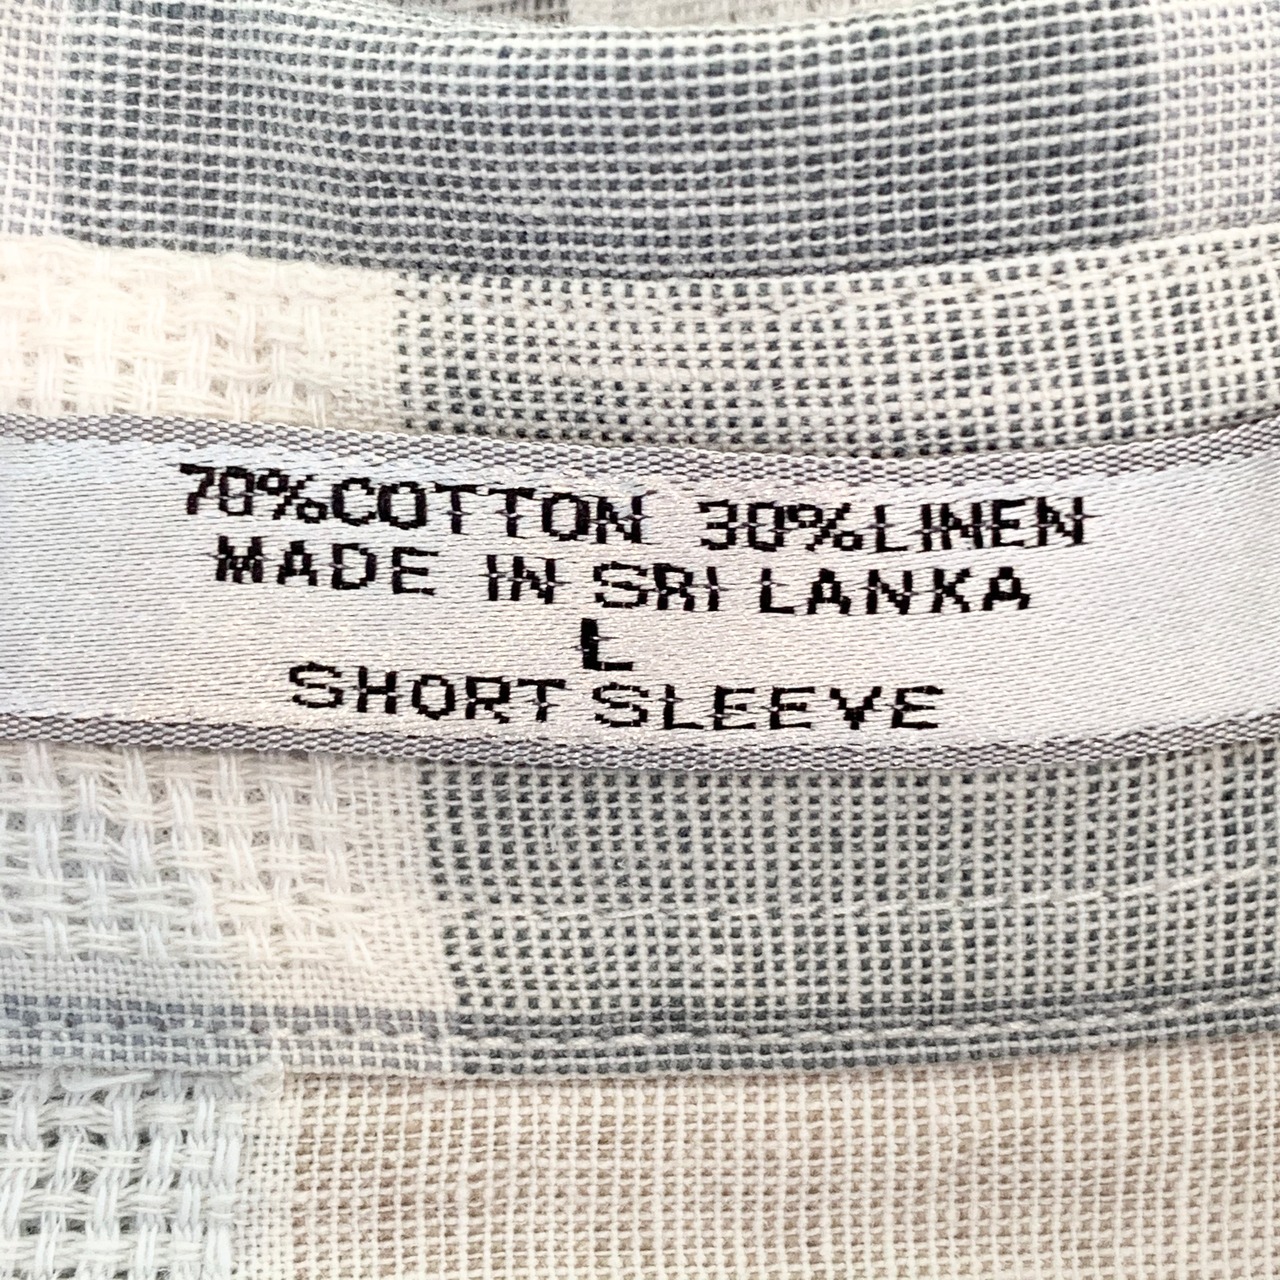 70%COTTON 30%LINEN
MADE IN SRI LANKA
L
SHORT SLEEVE